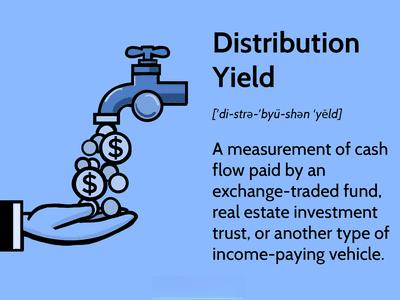 Distribution
Yield
[ˈdi-strə-ˈbyü-shən ˈyēld]
A measurement of cash
flow paid by an
exchange-traded fund,
real estate investment
trust, or another type of
income-paying vehicle.
$
$